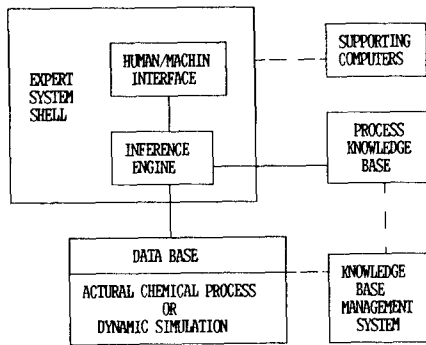 EXPERT
SYSTEM
SHELL
HUMAN/MACHIN
INTERFACE
INFERENCE
ENGINE
SUPPORTING
COMPUTERS
PROCESS
KNOWLEDGE
BASE
DATA BASE
ACTURAL CHEMICAL PROCESS
OR
DYNAMIC SIMULATION
KNOWLEDGE
BASE
MANAGEMENT
SYSTEM